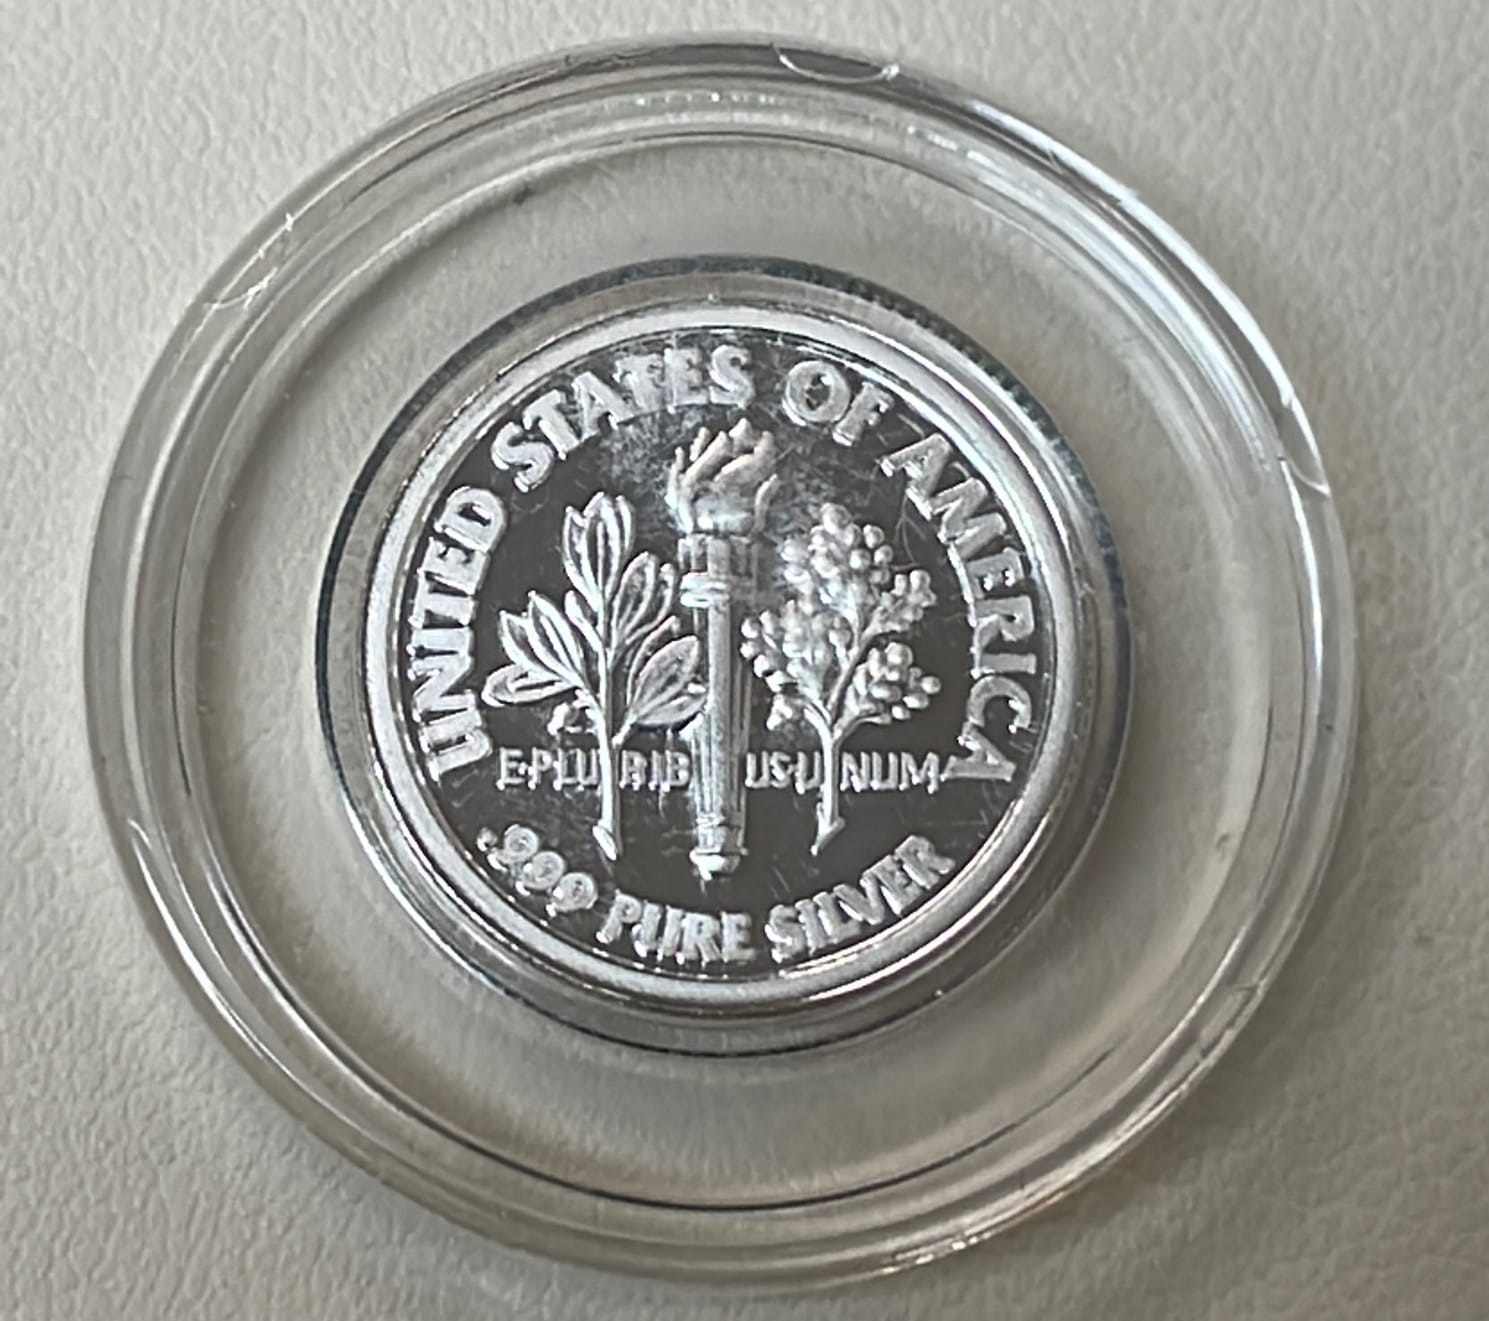 UNITED STATES OF AMERICA
E·PLURIBUS·UNUM
.999 PURE SILVER